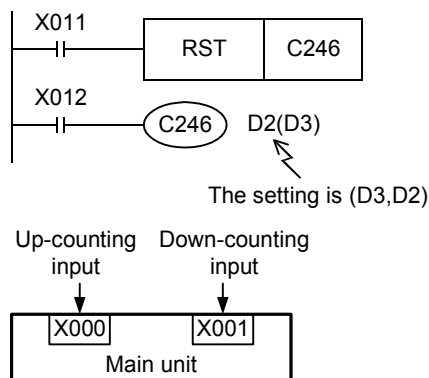 X011
RST C246
X012
C246 D2(D3)
The setting is (D3,D2)
Up-counting Down-counting
input input
X000 X001
Main unit